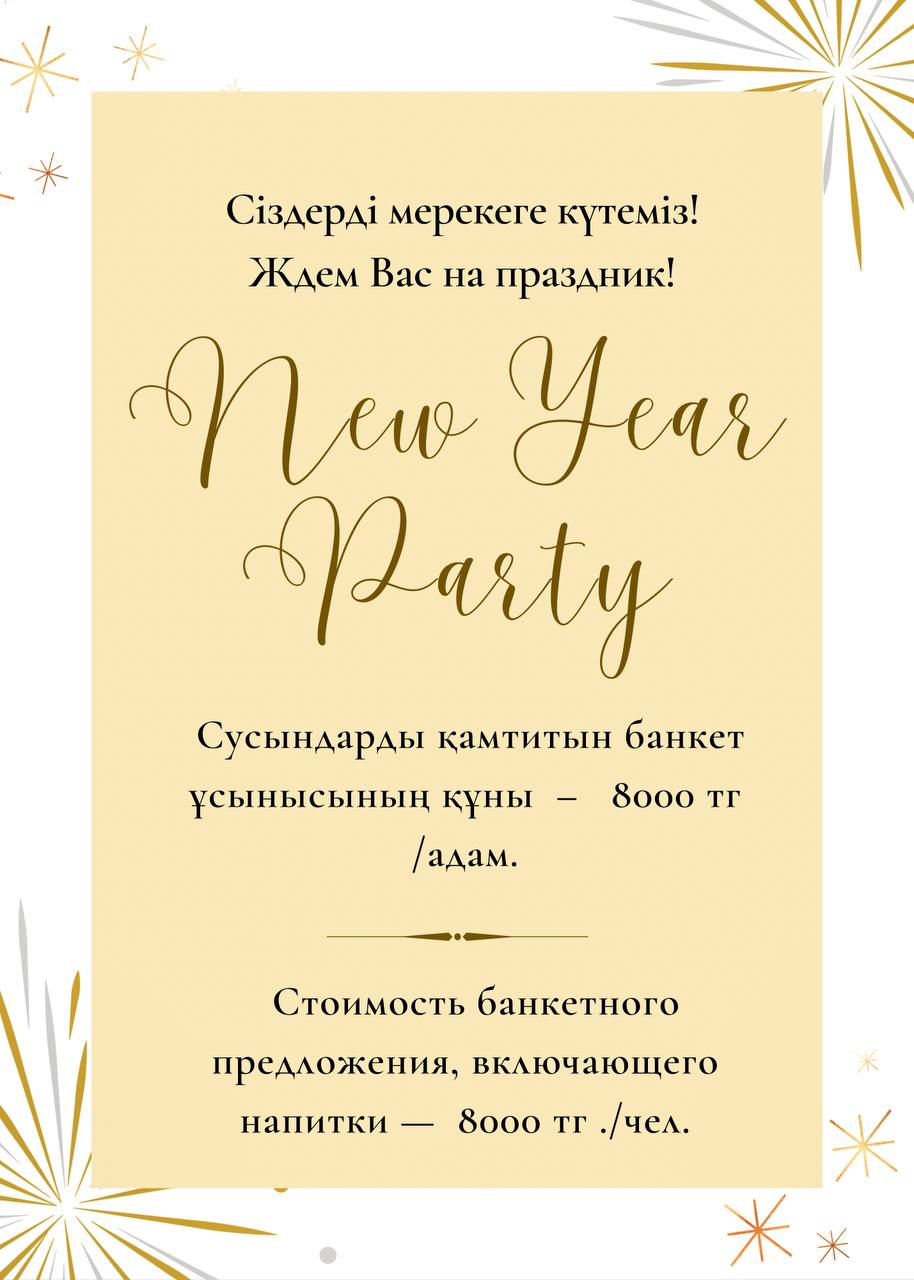 Сіздерді мерекеге күтеміз!
Ждем Вас на праздник!
New Year
Party
Сусындарды қамтитын банкет
ұсынысының құны – 8000 тг
/адам.
Стоимость банкетного
предложения, включающего
напитки — 8000 тг ./чел.